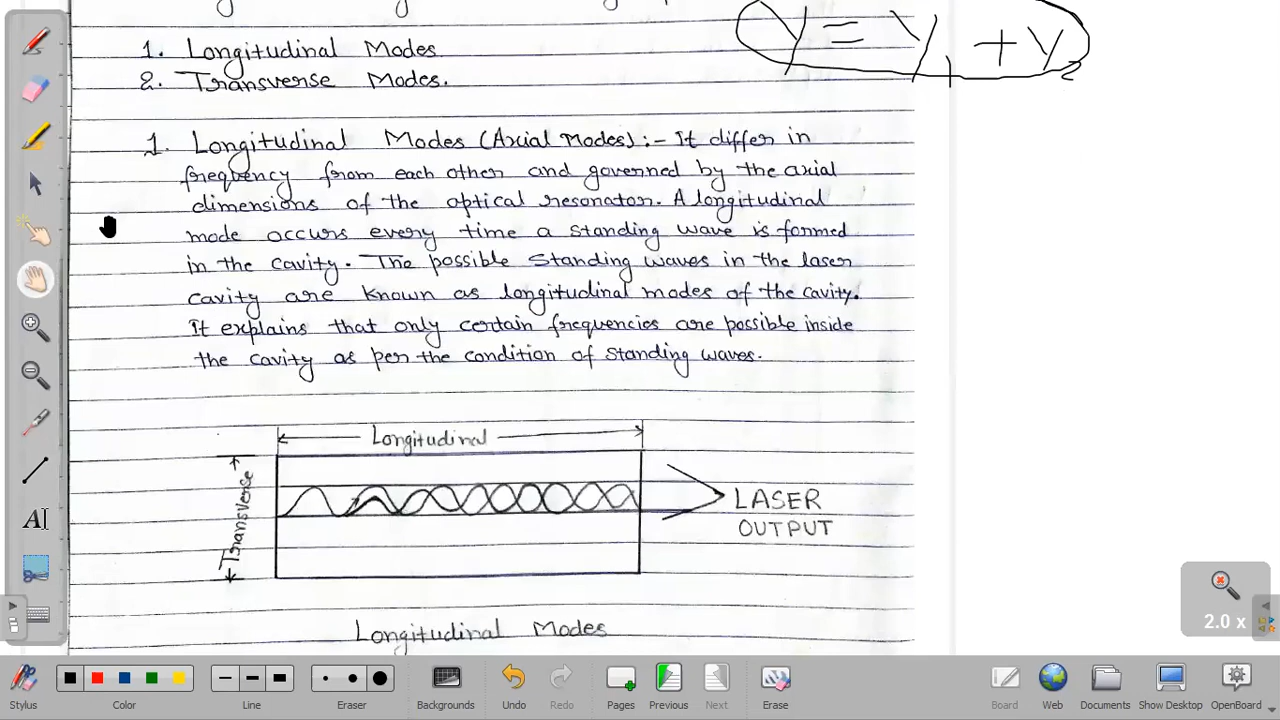 y = y1 + y2
1. Longitudinal Modes
2. Transverse Modes.
1. Longitudinal Modes (Axial Modes) :- It differ in
frequency from each other and governed by the axial
dimensions of the optical resonator. A longitudinal
mode occurs every time a standing wave is formed
in the cavity. The possible standing waves in the laser
cavity are known as longitudinal modes of the cavity.
It explains that only certain frequencies are possible inside
the cavity as per the condition of standing waves.
Longitudinal
Transverse
LASER
OUTPUT
Longitudinal Modes
2.0 x
Stylus
Color
Line
Eraser
Backgrounds
Undo
Redo
Pages
Previous
Next
Erase
Board
Web
Documents
Show Desktop
OpenBoard